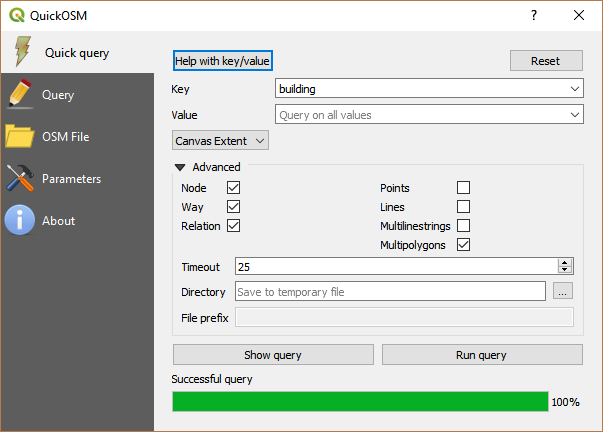 QuickOSM
?
Quick query
Query
OSM File
Parameters
About
Help with key/value
Reset
Key
building
Value
Query on all values
Canvas Extent
Advanced
Node
Points
Way
Lines
Relation
Multilinestrings
Multipolygons
Timeout
25
Directory
Save to temporary file
...
File prefix
Show query
Run query
Successful query
100%